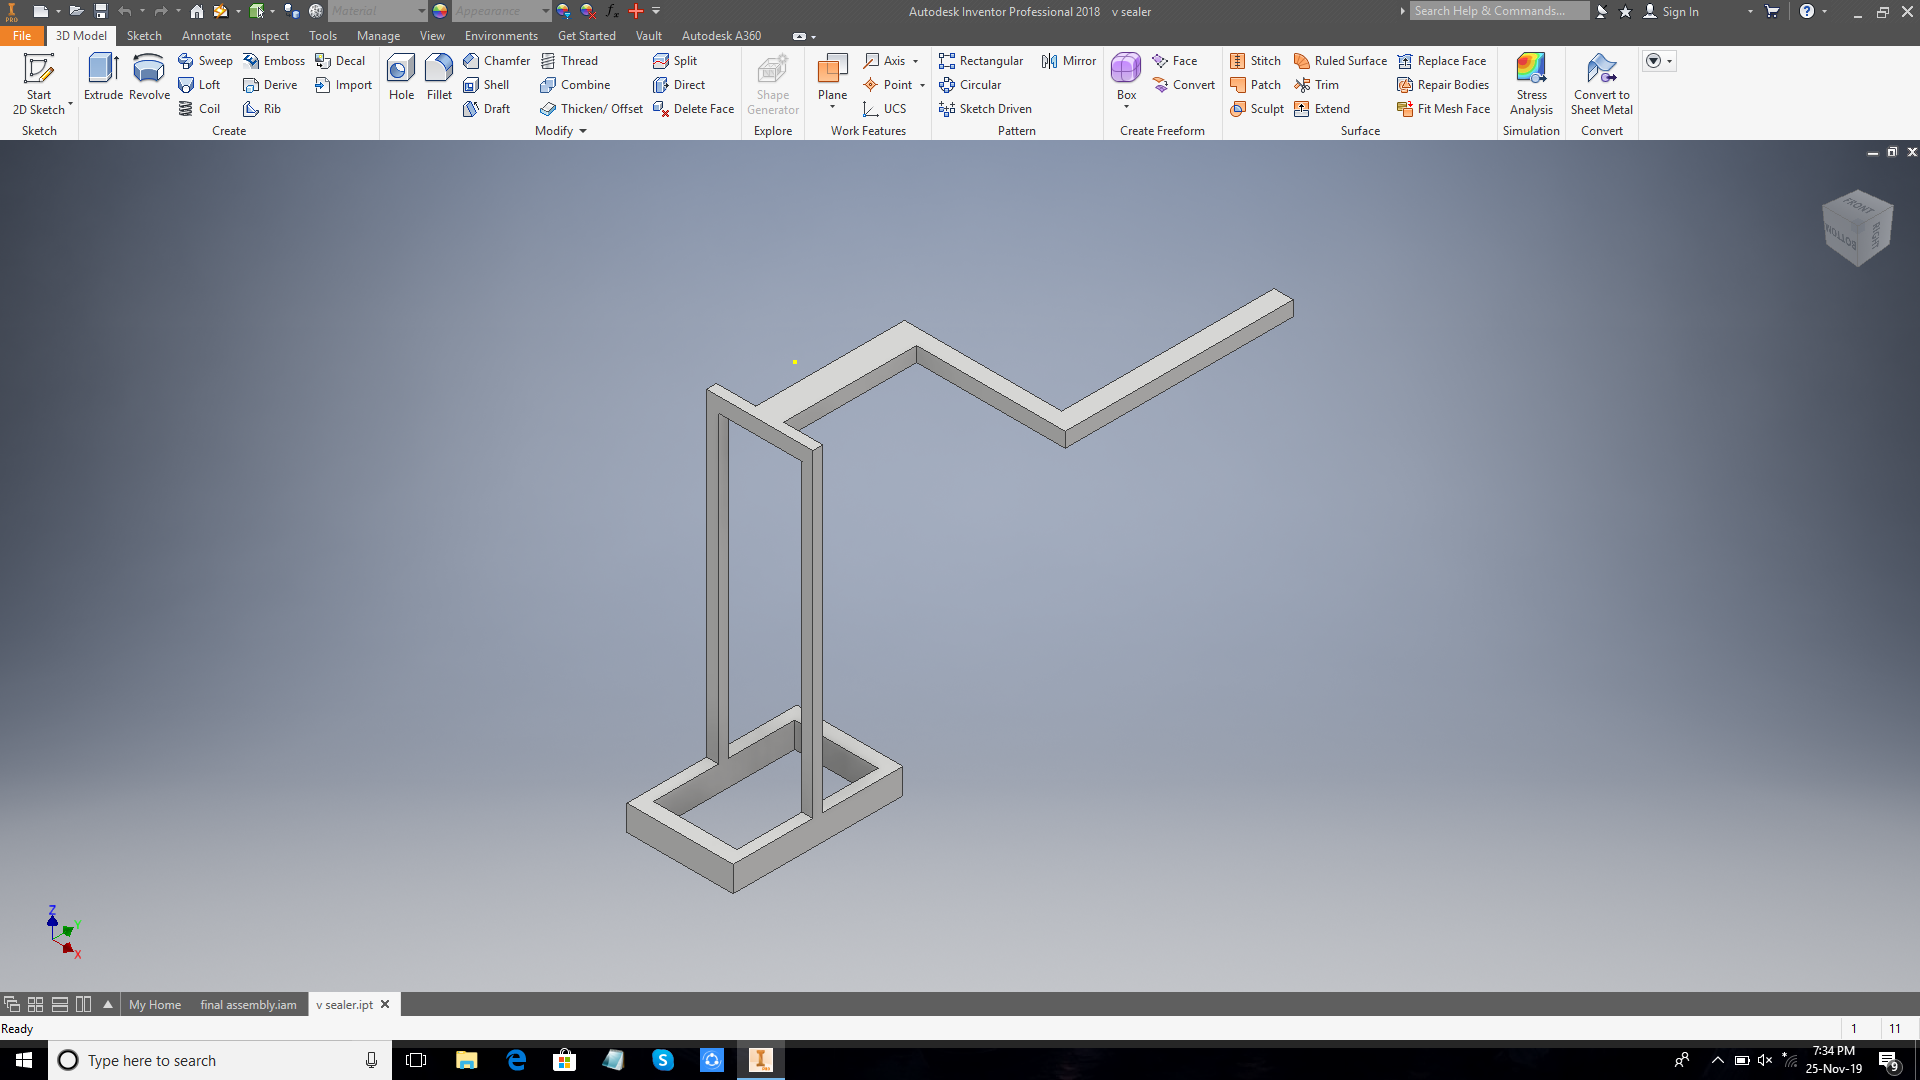 PRO
Material
Appearance
Autodesk Inventor Professional 2018 v sealer
Search Help & Commands...
Sign In
File 3D Model Sketch Annotate Inspect Tools Manage View Environments Get Started Vault Autodesk A360
Start 2D Sketch
Extrude
Revolve
Sweep Emboss Decal
Loft Derive Import
Coil Rib
Hole
Fillet
Chamfer Thread Split
Shell Combine Direct
Draft Thicken/ Offset Delete Face
Shape Generator
Plane
Axis
Point
UCS
Rectangular Mirror
Circular
Sketch Driven
Box
Face
Convert
Stitch Ruled Surface Replace Face
Patch Trim Repair Bodies
Sculpt Extend Fit Mesh Face
Stress Analysis
Convert to Sheet Metal
Sketch Create Modify Explore Work Features Pattern Create Freeform Surface Simulation Convert
FRONT
BOTTOM
RIGHT
Z
Y
X
My Home final assembly.iam v sealer.ipt
Ready
1 11
Type here to search
7:34 PM
25-Nov-19
9